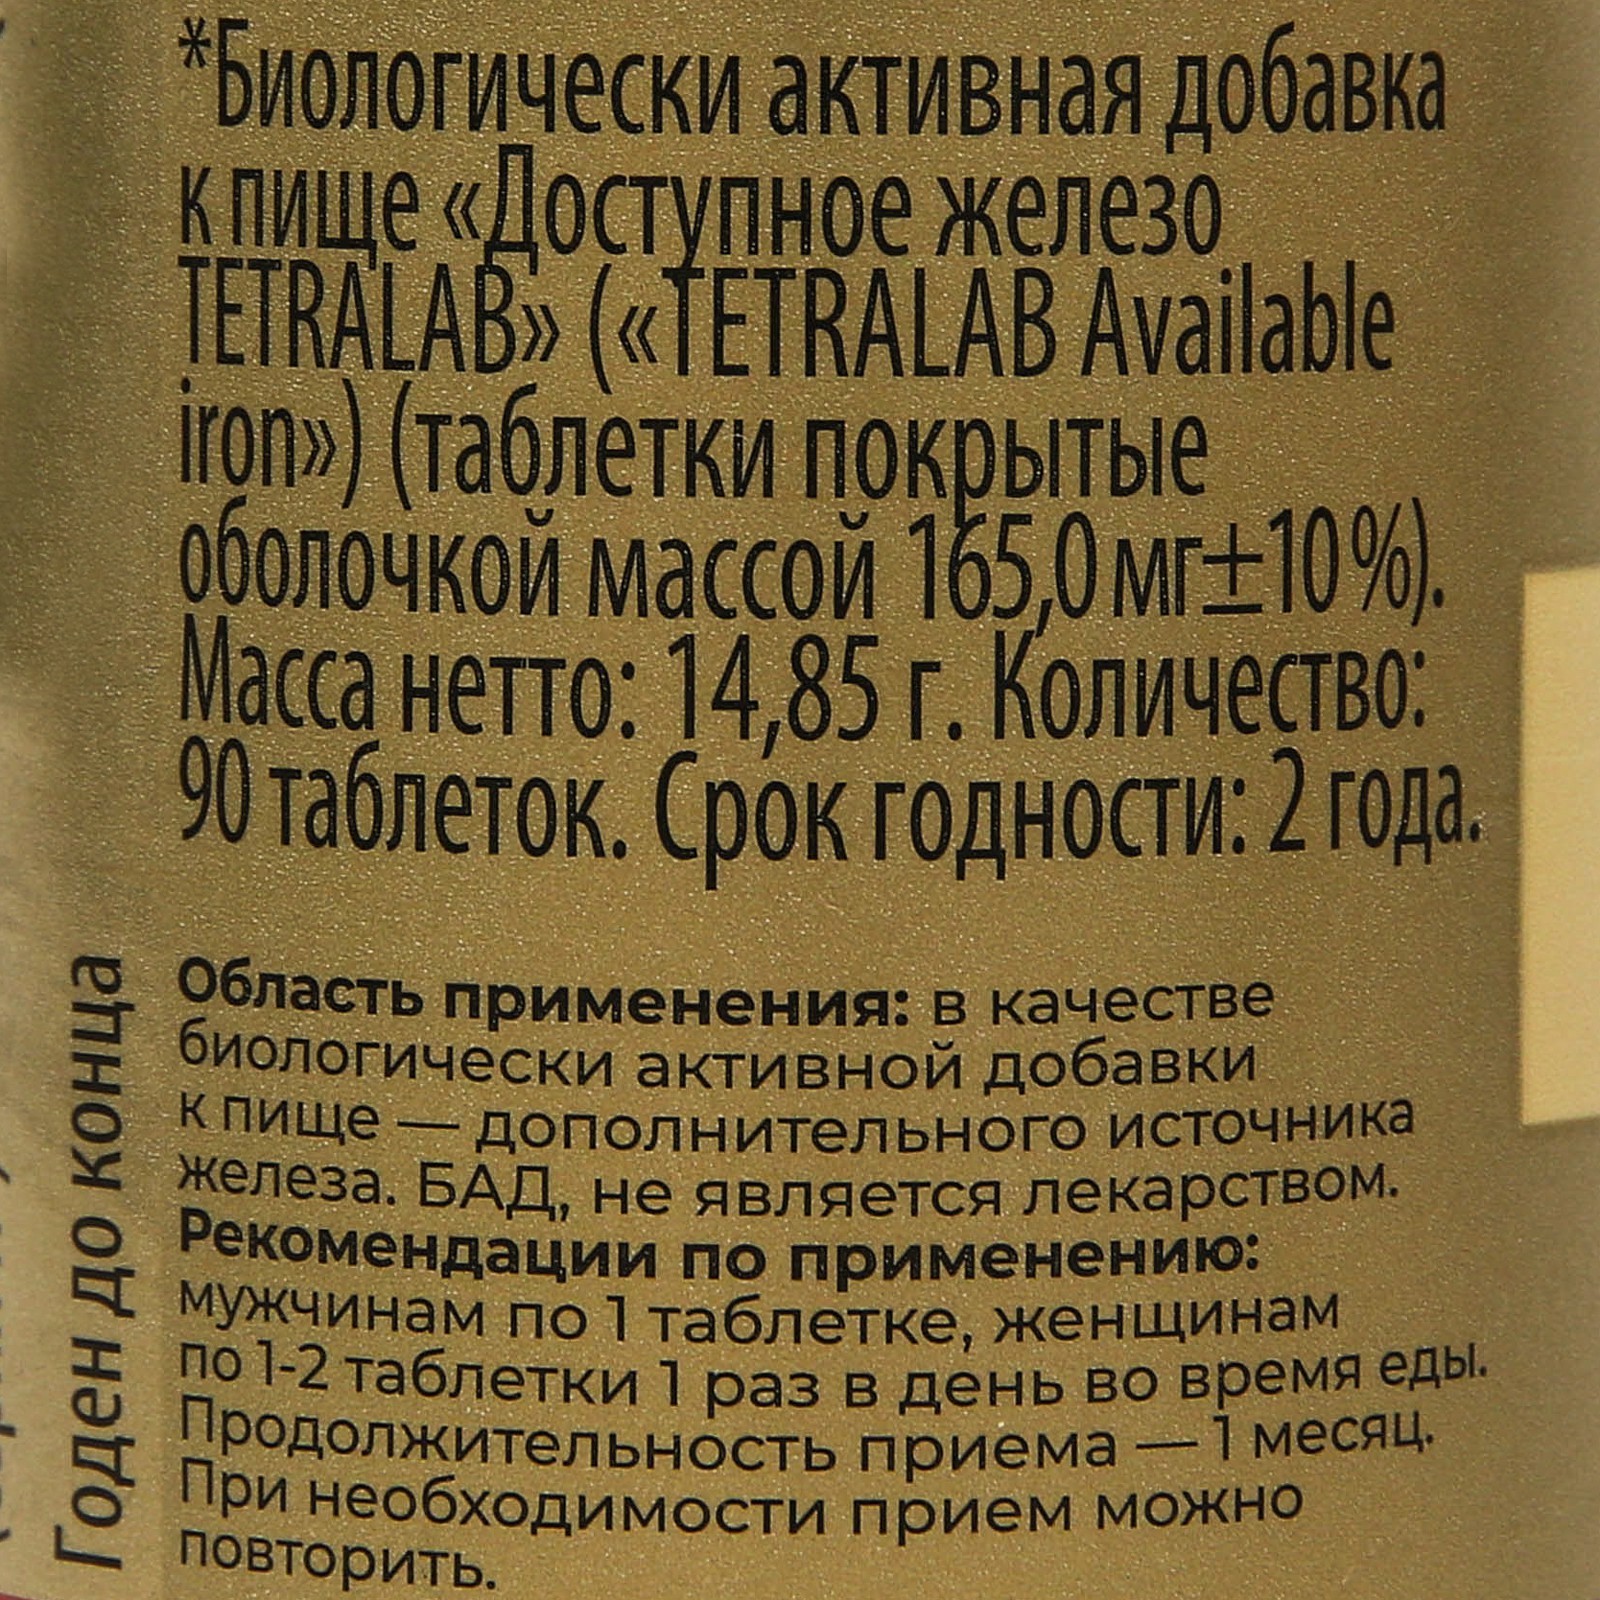 *Биологически активная добавка
к пище «Доступное железо
TETRALAB» («TETRALAB Available
iron») (таблетки покрытые
оболочкой массой 165,0 мг±10 %).
Масса нетто: 14,85 г. Количество:
90 таблеток. Срок годности: 2 года.
Область применения: в качестве
биологически активной добавки
к пище — дополнительного источника
железа. БАД, не является лекарством.
Рекомендации по применению:
мужчинам по 1 таблетке, женщинам
по 1-2 таблетки 1 раз в день во время еды.
Продолжительность приема — 1 месяц.
При необходимости прием можно
повторить.
Годен до конца